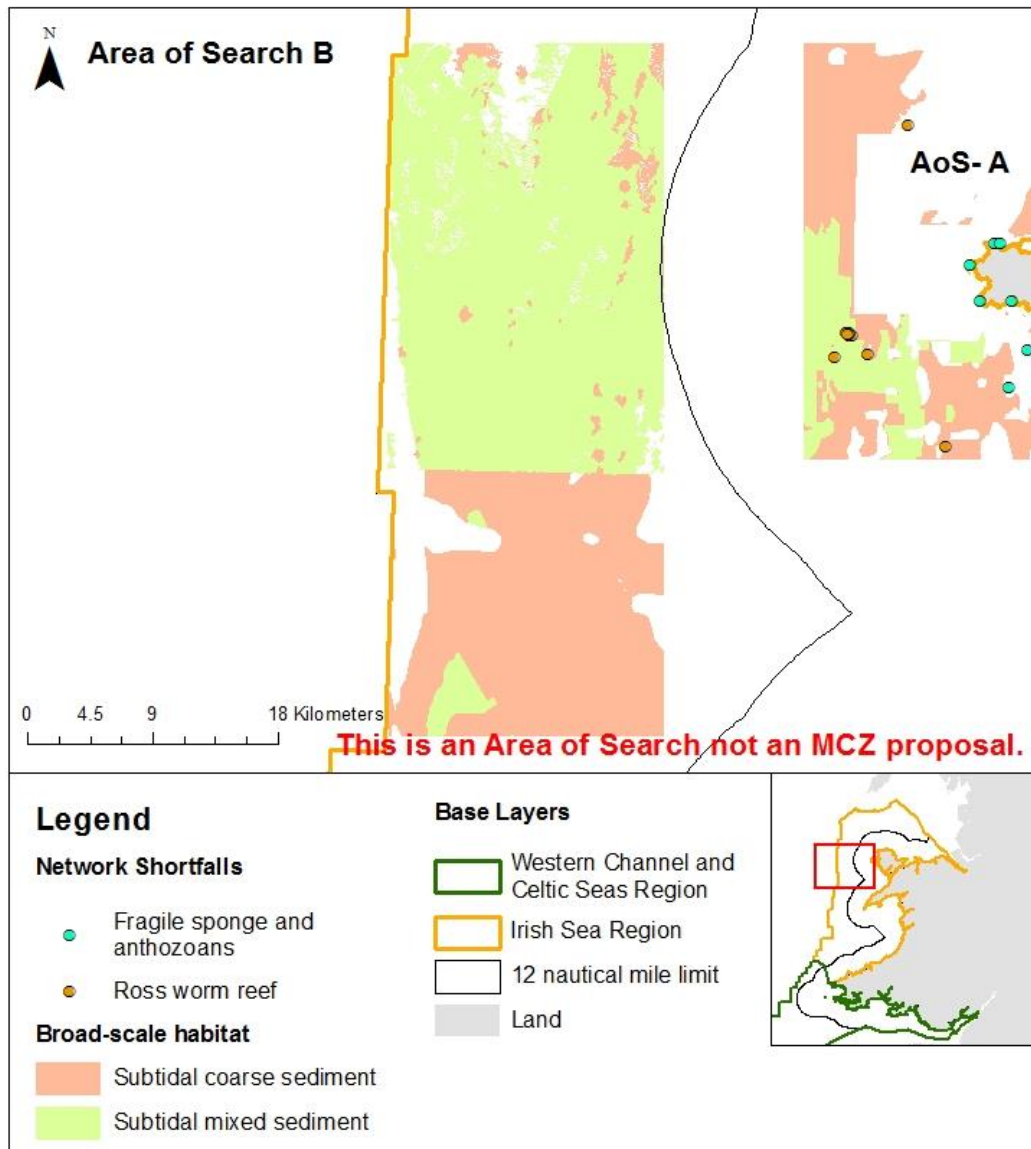 N
Area of Search B
AoS- A
0 4.5 9 18 Kilometers
This is an Area of Search not an MCZ proposal.
Legend
Network Shortfalls
Fragile sponge and
anthozoans
Ross worm reef
Broad-scale habitat
Subtidal coarse sediment
Subtidal mixed sediment
Base Layers
Western Channel and
Celtic Seas Region
Irish Sea Region
12 nautical mile limit
Land